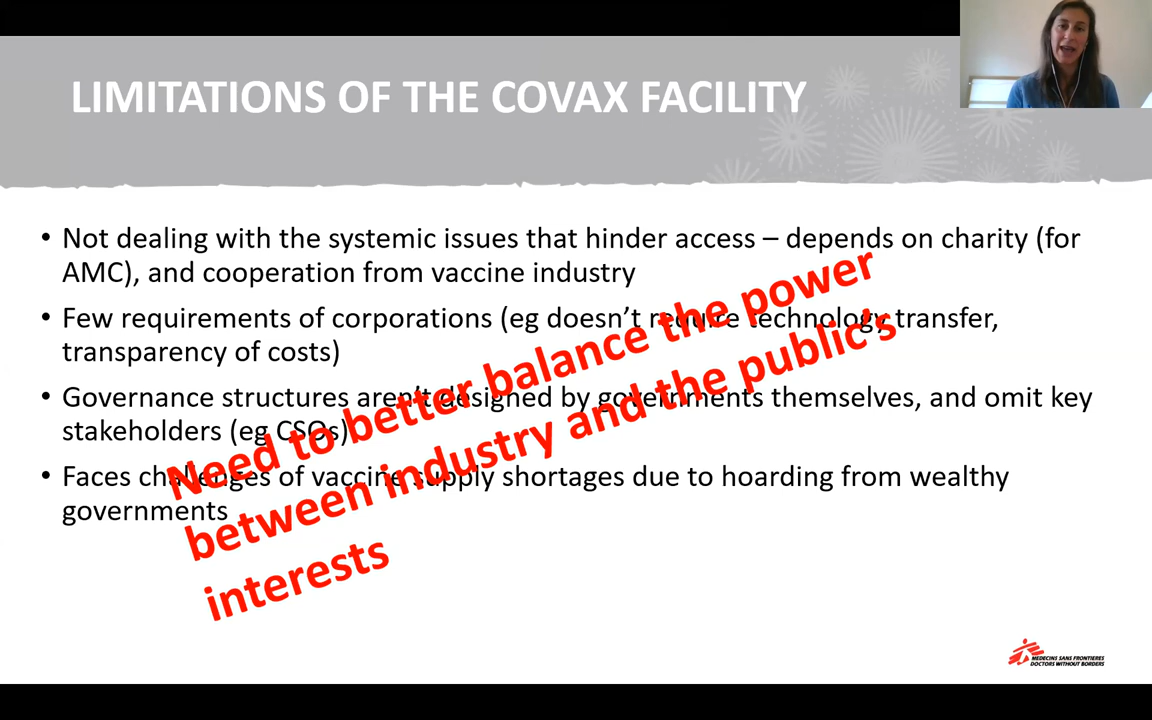 LIMITATIONS OF THE COVAX FACILITY
• Not dealing with the systemic issues that hinder access – depends on charity (for
AMC), and cooperation from vaccine industry
• Few requirements of corporations (eg doesn’t require technology transfer,
transparency of costs)
• Governance structures aren’t designed by governments themselves, and omit key
stakeholders (eg CSOs)
• Faces challenges of vaccine supply shortages due to hoarding from wealthy
governments
Need to better balance the power
between industry and the public’s
interests
MEDECINS SANS FRONTIERES
DOCTORS WITHOUT BORDERS